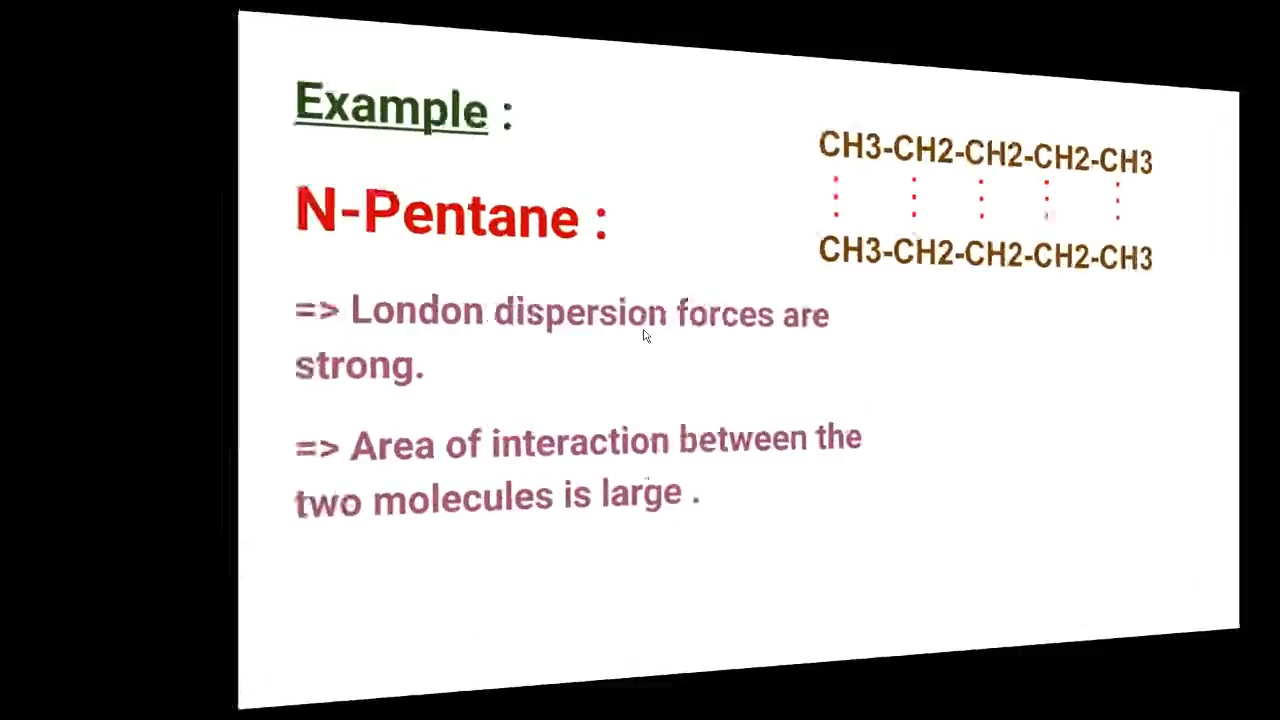 Example :
CH3-CH2-CH2-CH2-CH3
N-Pentane :
CH3-CH2-CH2-CH2-CH3
=> London dispersion forces are
strong.
=> Area of interaction between the
two molecules is large .